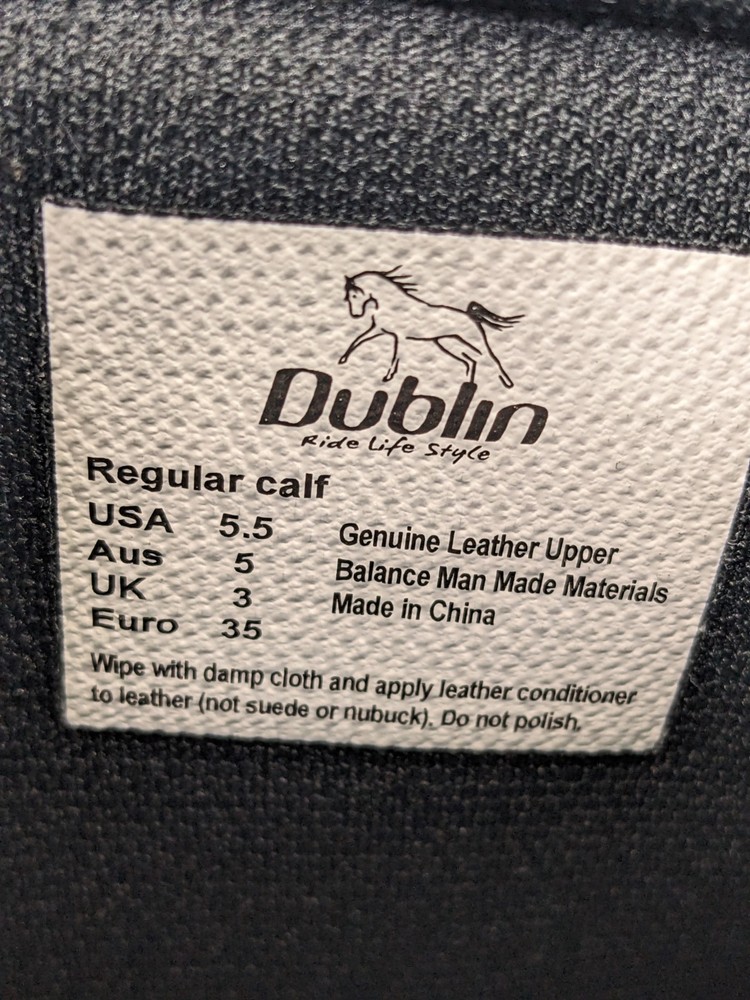 Dublin
Ride Life Style
Regular calf
USA 5.5
Aus 5
UK 3
Euro 35
Genuine Leather Upper
Balance Man Made Materials
Made in China
Wipe with damp cloth and apply leather conditioner
to leather (not suede or nubuck). Do not polish.